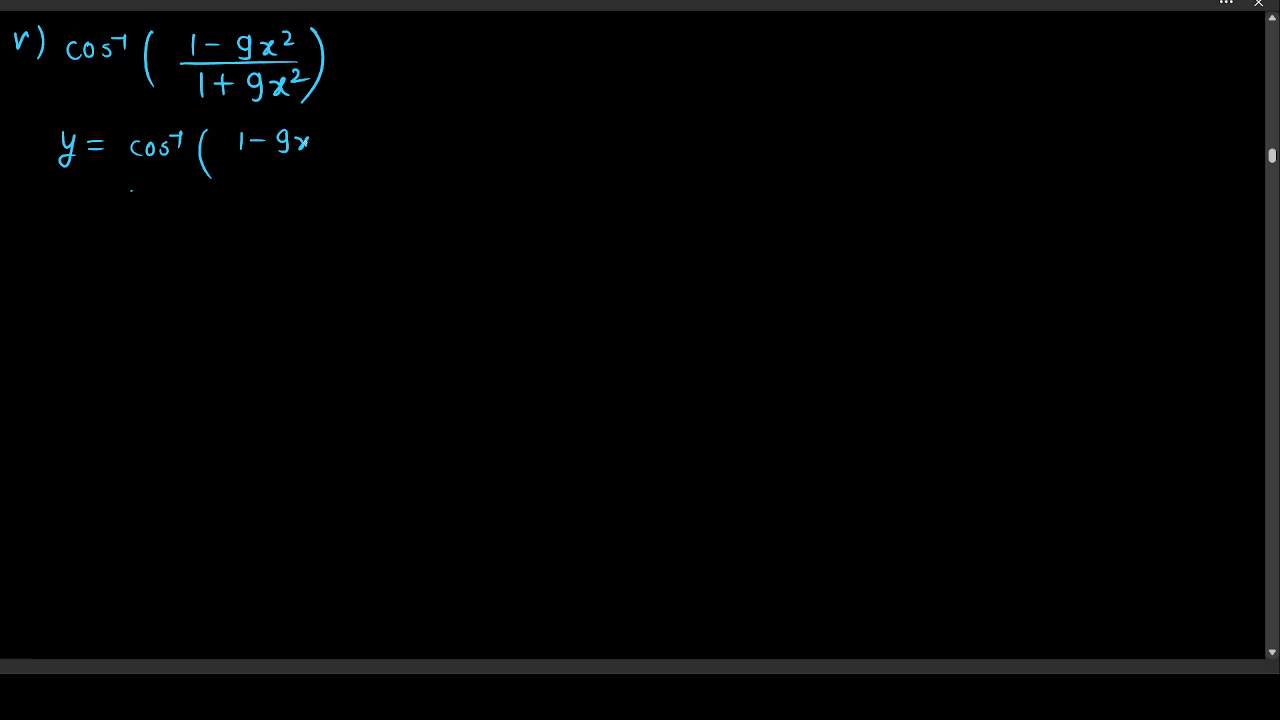 v) cos⁻¹ ( (1 - 9x²) / (1 + 9x²) )
y = cos⁻¹ ( 1 - 9x